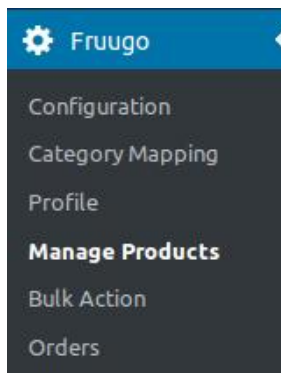 Fruugo
Configuration
Category Mapping
Profile
Manage Products
Bulk Action
Orders